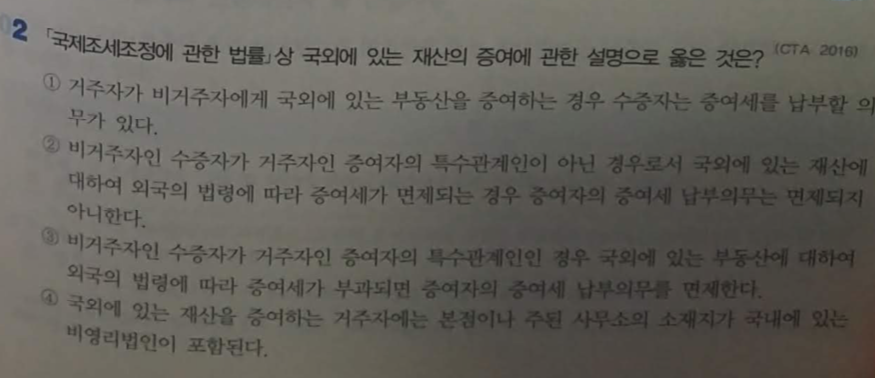 02 「국제조세조정에 관한 법률」상 국외에 있는 재산의 증여에 관한 설명으로 옳은 것은? (CTA 2016)
① 거주자가 비거주자에게 국외에 있는 부동산을 증여하는 경우 수증자는 증여세를 납부할 의
무가 있다.
② 비거주자인 수증자가 거주자인 증여자의 특수관계인이 아닌 경우로서 국외에 있는 재산에
대하여 외국의 법령에 따라 증여세가 면제되는 경우 증여자의 증여세 납부의무는 면제되지
아니한다.
③ 비거주자인 수증자가 거주자인 증여자의 특수관계인인 경우 국외에 있는 부동산에 대하여
외국의 법령에 따라 증여세가 부과되면 증여자의 증여세 납부의무를 면제한다.
④ 국외에 있는 재산을 증여하는 거주자에는 본점이나 주된 사무소의 소재지가 국내에 있는
비영리법인이 포함된다.